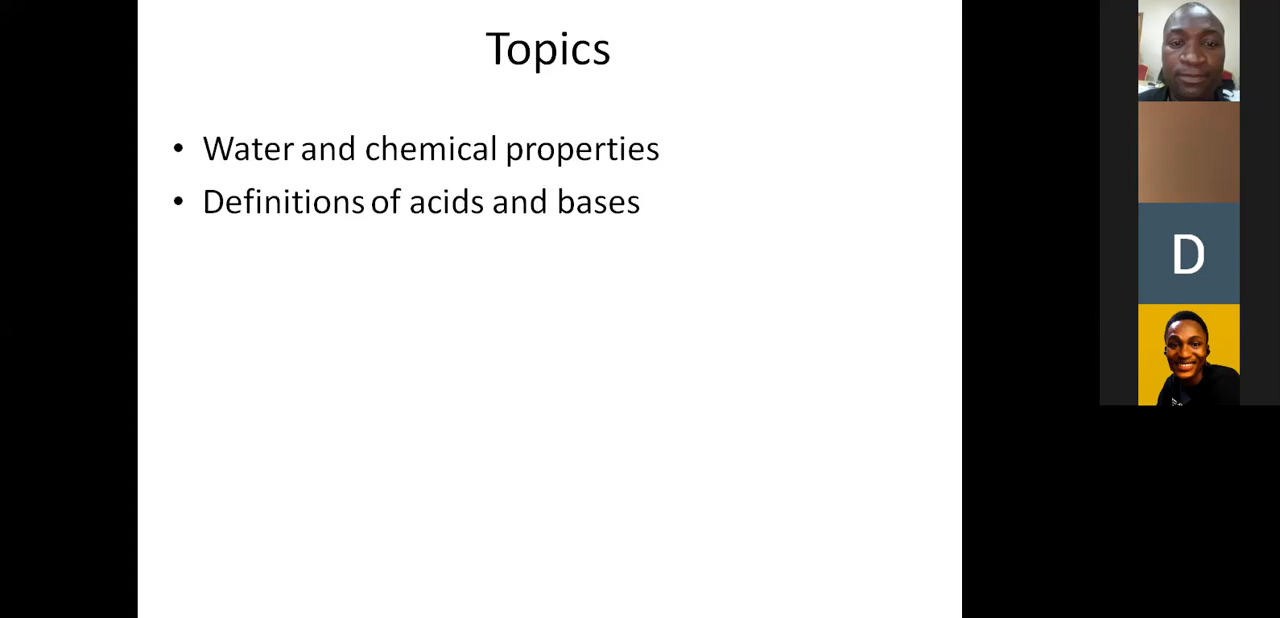 Topics
• Water and chemical properties
• Definitions of acids and bases
D